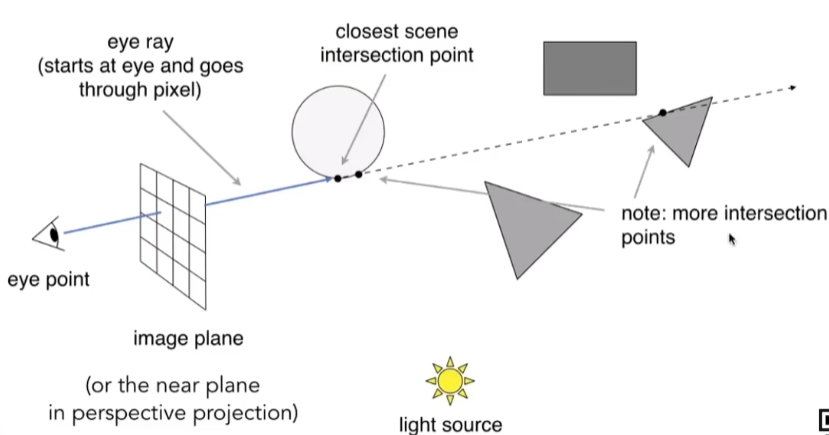 eye ray
(starts at eye and goes
through pixel)
closest scene
intersection point
note: more intersection
points
eye point
image plane
(or the near plane
in perspective projection)
light source